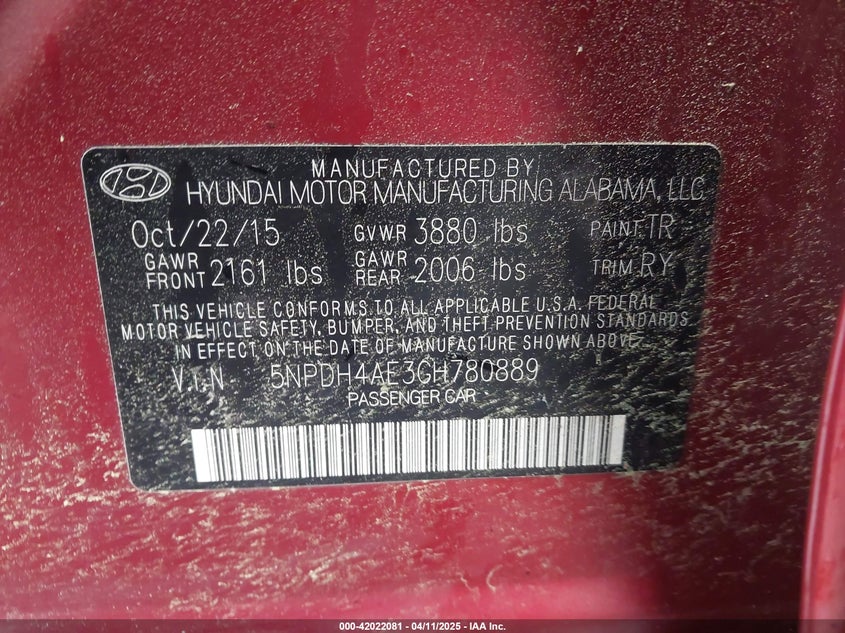 MANUFACTURED BY
HYUNDAI MOTOR MANUFACTURING ALABAMA, LLC
Oct/22/15 GVWR 3880 lbs PAINT:TR
GAWR FRONT 2161 lbs GAWR REAR 2006 lbs TRIM:RY
THIS VEHICLE CONFORMS TO ALL APPLICABLE U.S.A. FEDERAL
MOTOR VEHICLE SAFETY, BUMPER, AND THEFT PREVENTION STANDARDS
IN EFFECT ON THE DATE OF MANUFACTURE SHOWN ABOVE.
V.I.N 5NPDH4AE3GH780889
PASSENGER CAR
000-42022081 - 04/11/2025 - IAA Inc.